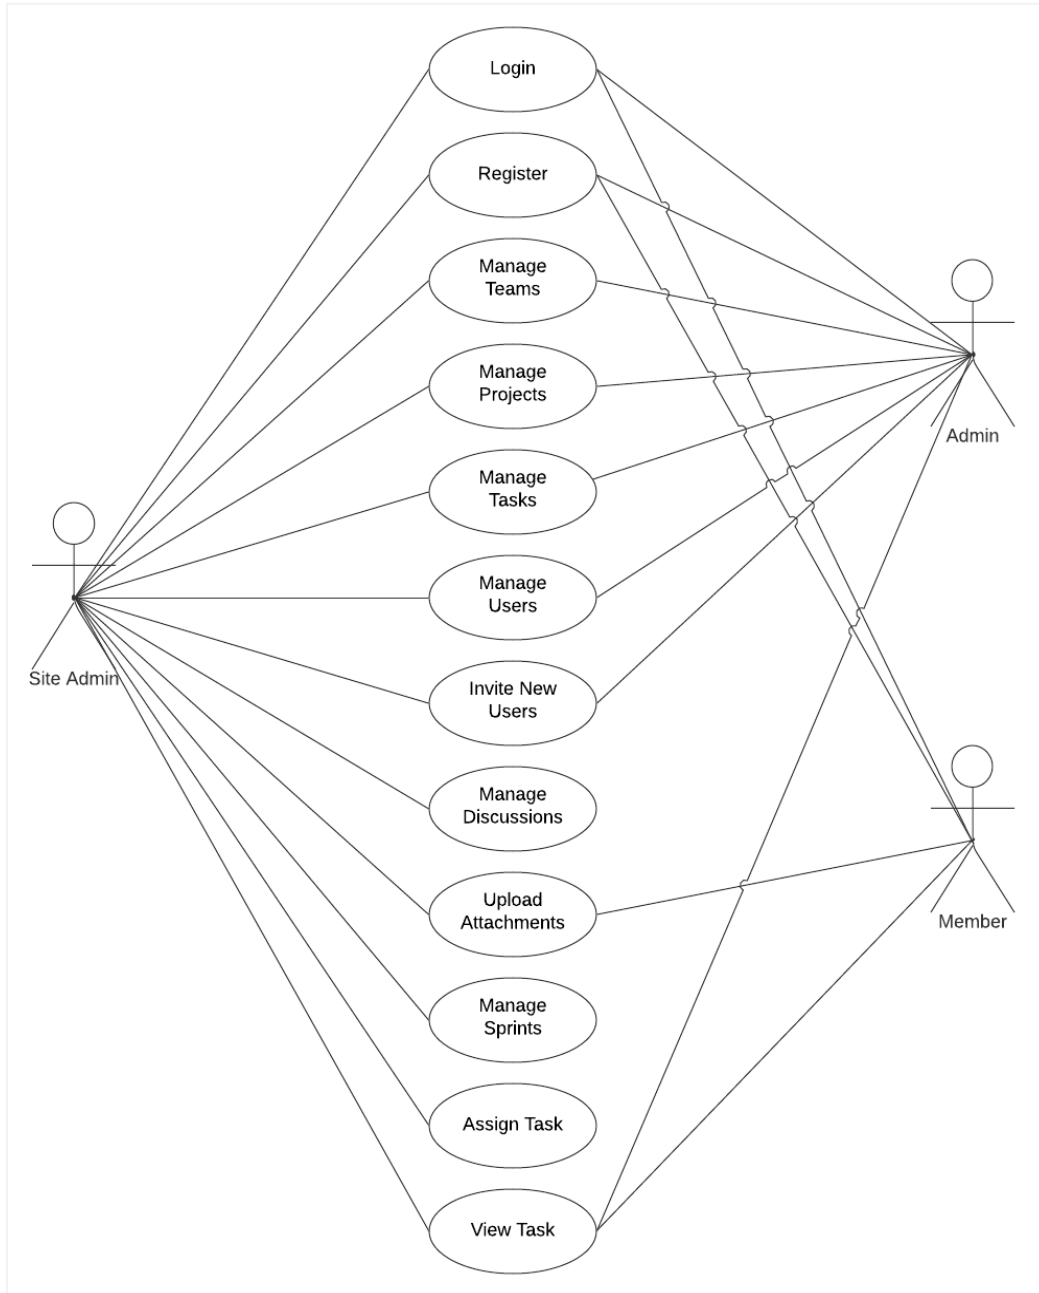 Login
Register
Manage
Teams
Manage
Projects
Manage
Tasks
Manage
Users
Invite New
Users
Manage
Discussions
Upload
Attachments
Manage
Sprints
Assign Task
View Task
Site Admin
Admin
Member